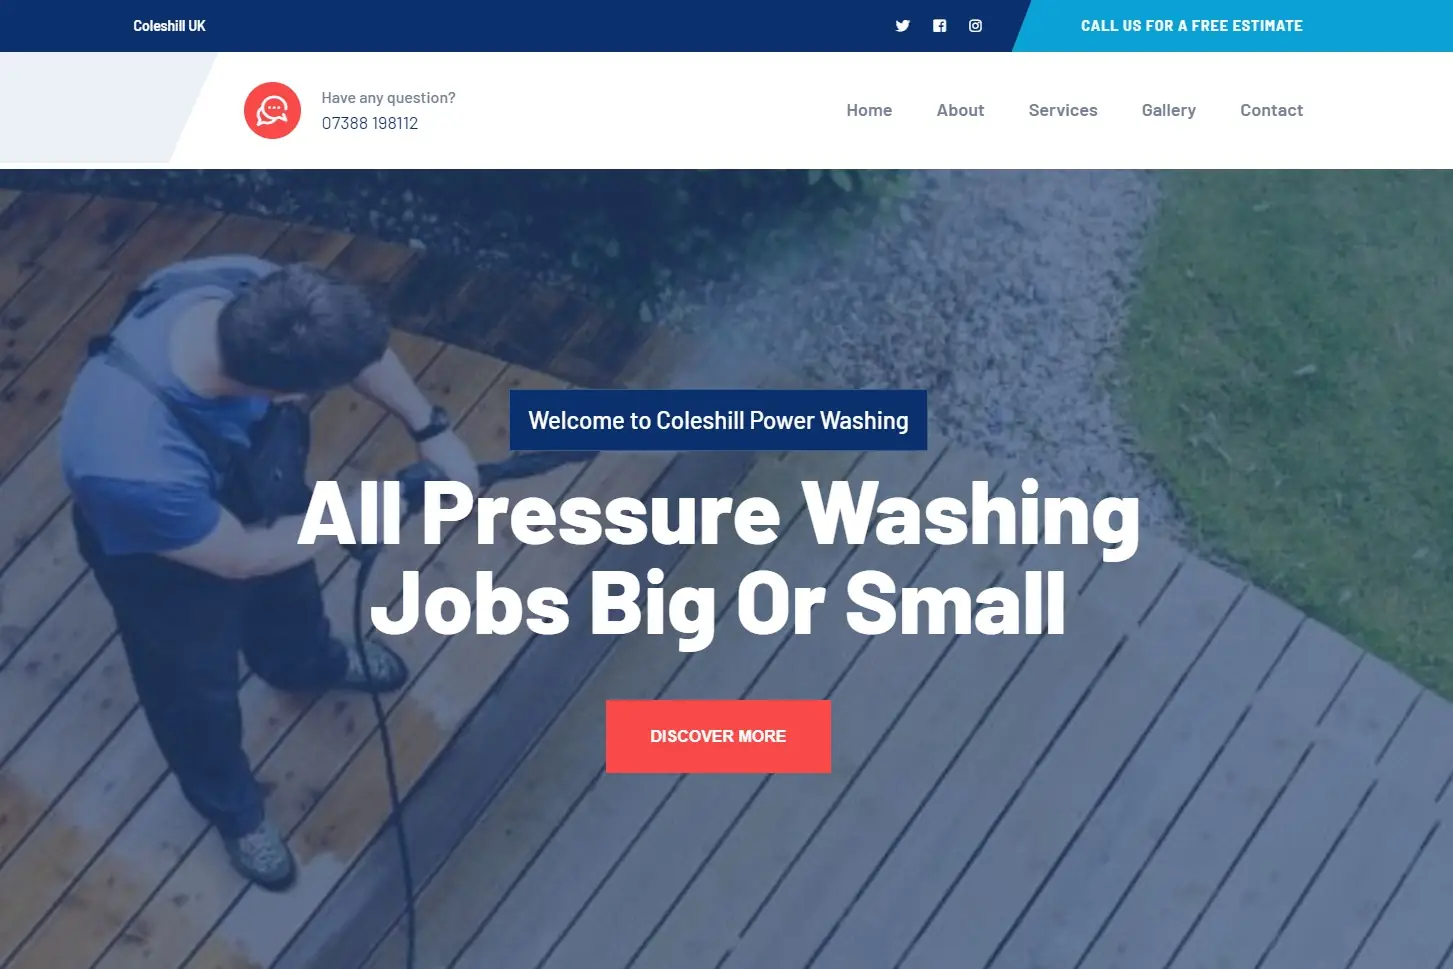 Coleshill UK
CALL US FOR A FREE ESTIMATE
Have any question?
07388 198112
Home About Services Gallery Contact
Welcome to Coleshill Power Washing
All Pressure Washing
Jobs Big Or Small
DISCOVER MORE